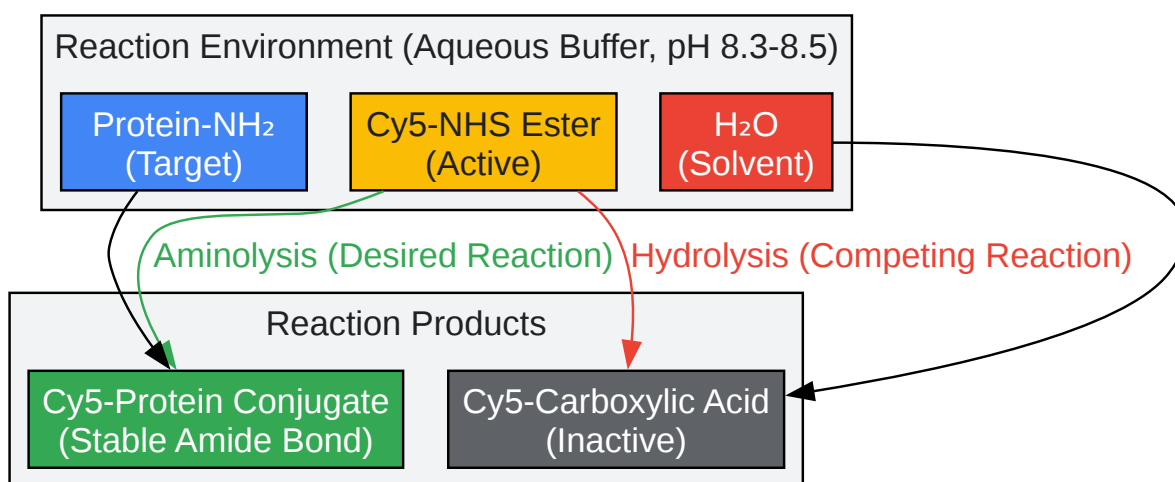 Reaction Environment (Aqueous Buffer, pH 8.3-8.5)
Protein-NH₂
(Target)
Cy5-NHS Ester
(Active)
H₂O
(Solvent)
Aminolysis (Desired Reaction)
Hydrolysis (Competing Reaction)
Reaction Products
Cy5-Protein Conjugate
(Stable Amide Bond)
Cy5-Carboxylic Acid
(Inactive)